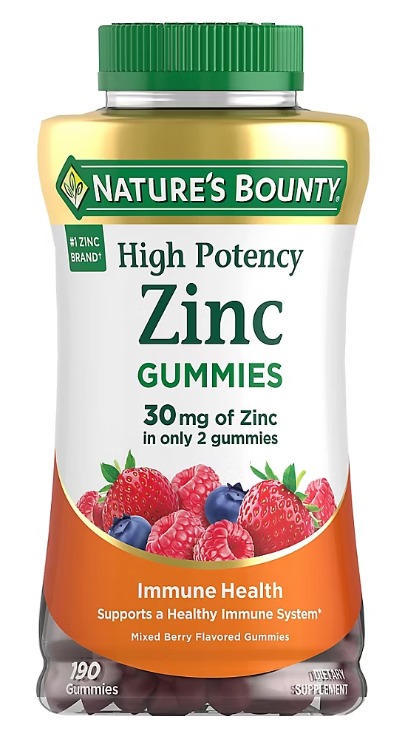 NATURE'S BOUNTY®
#1 ZINC
BRAND†
High Potency
Zinc
GUMMIES
30 mg of Zinc
in only 2 gummies
Immune Health
Supports a Healthy Immune System*
Mixed Berry Flavored Gummies
190
Gummies
DIETARY
SUPPLEMENT